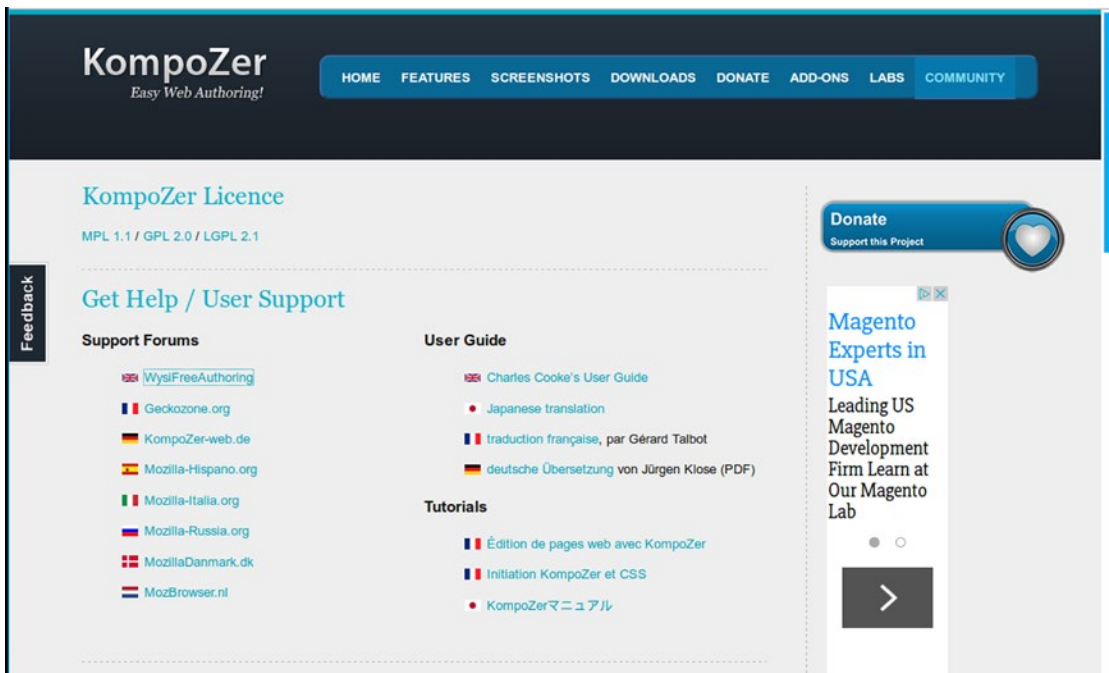 KompoZer
Easy Web Authoring!
HOME FEATURES SCREENSHOTS DOWNLOADS DONATE ADD-ONS LABS COMMUNITY
KompoZer Licence
MPL 1.1 / GPL 2.0 / LGPL 2.1
Feedback
Get Help / User Support
Support Forums
WysiFreeAuthoring
Geckozone.org
KompoZer-web.de
Mozilla-Hispano.org
Mozilla-Italia.org
Mozilla-Russia.org
MozillaDanmark.dk
MozBrowser.nl
User Guide
Charles Cooke's User Guide
Japanese translation
traduction française, par Gérard Talbot
deutsche Übersetzung von Jürgen Klose (PDF)
Tutorials
Édition de pages web avec KompoZer
Initiation KompoZer et CSS
KompoZerマニュアル
Donate
Support this Project
Magento
Experts in
USA
Leading US
Magento
Development
Firm Learn at
Our Magento
Lab